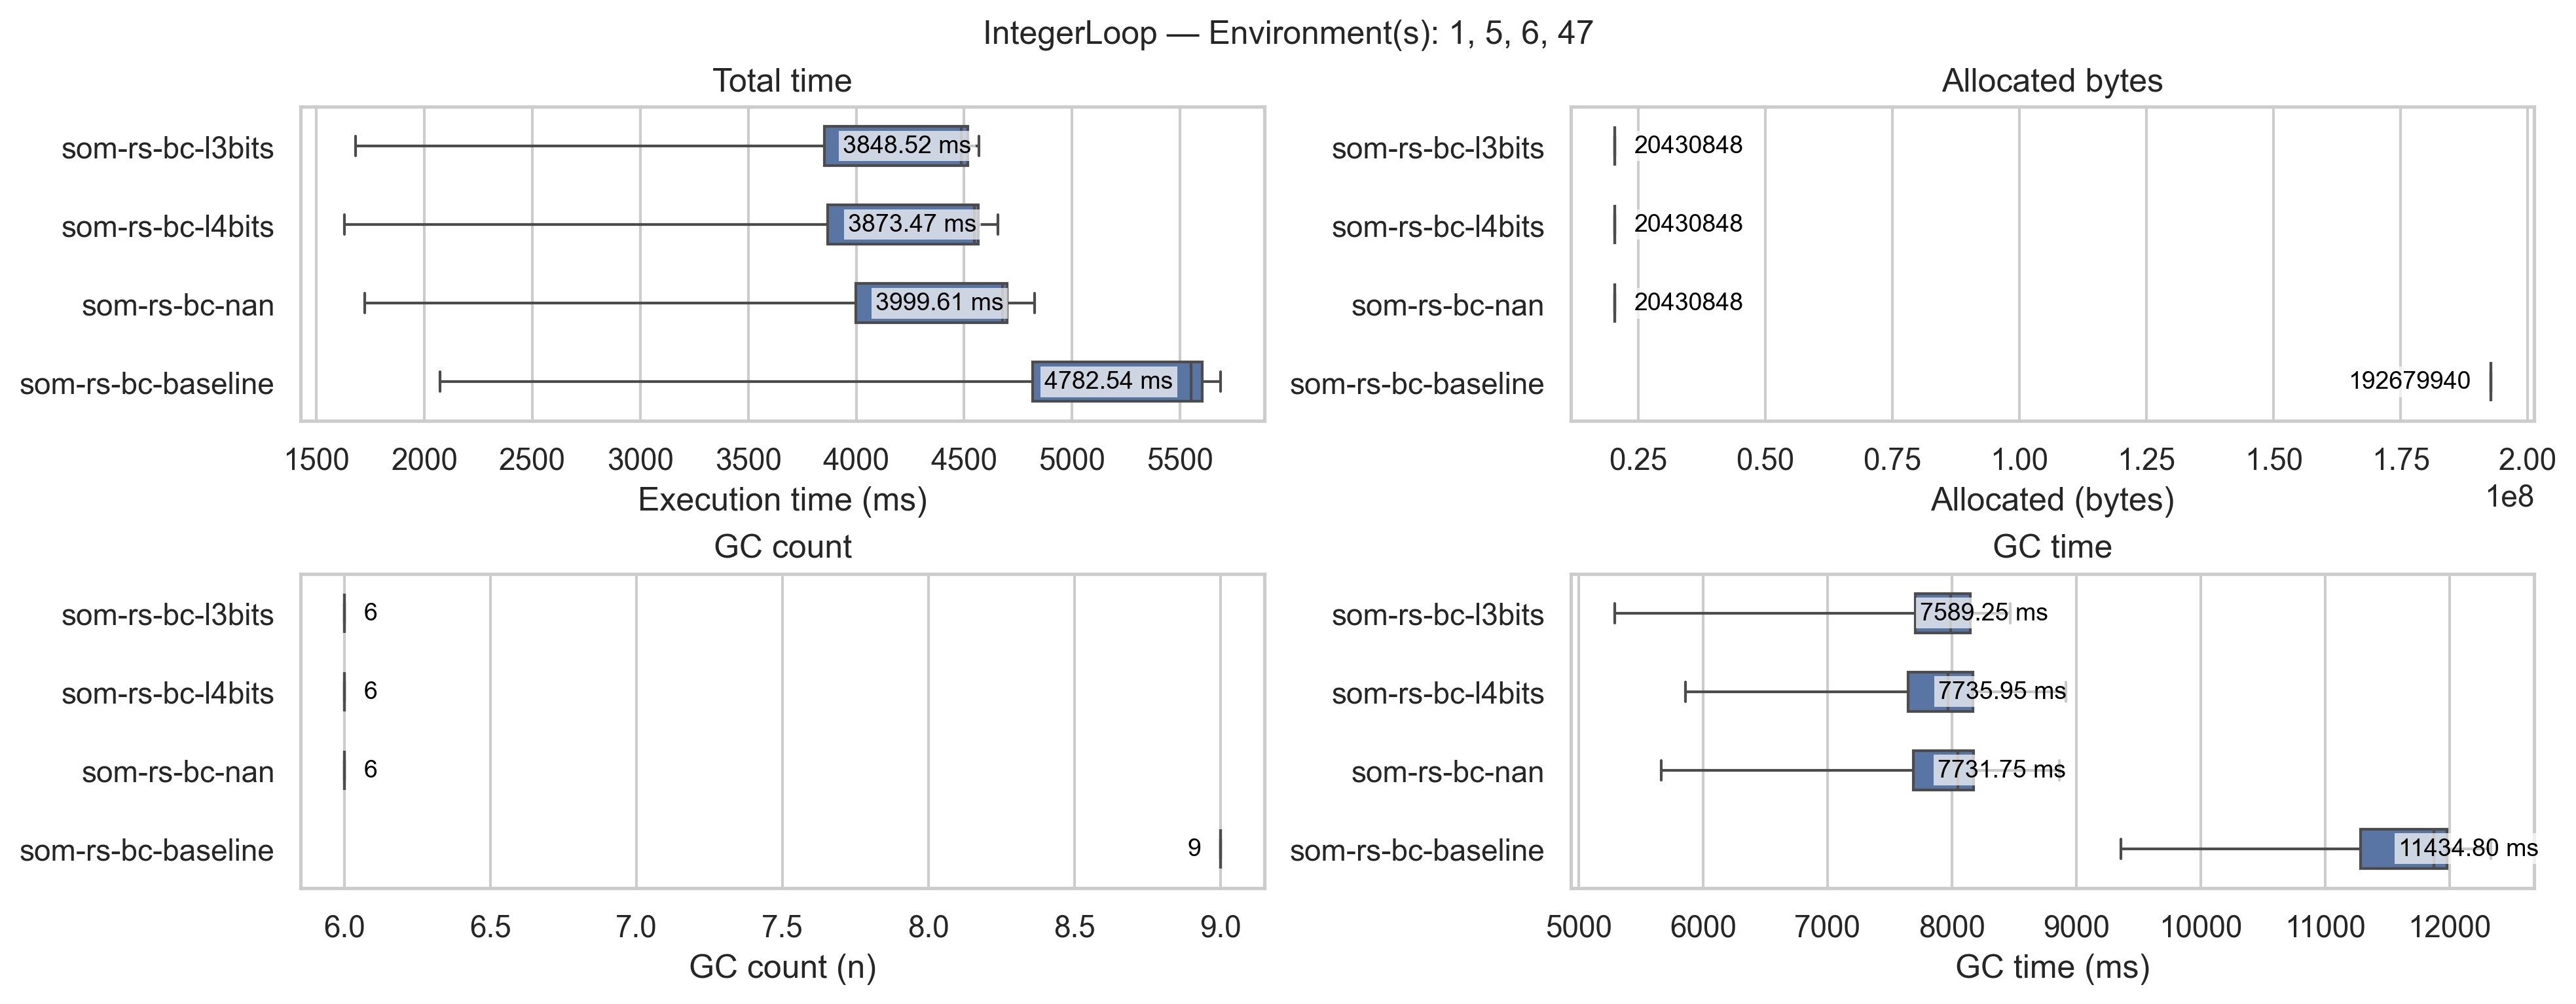 IntegerLoop — Environment(s): 1, 5, 6, 47
Total time
som-rs-bc-l3bits
3848.52 ms
som-rs-bc-l4bits
3873.47 ms
som-rs-bc-nan
3999.61 ms
som-rs-bc-baseline
4782.54 ms
1500 2000 2500 3000 3500 4000 4500 5000 5500
Execution time (ms)
Allocated bytes
som-rs-bc-l3bits
20430848
som-rs-bc-l4bits
20430848
som-rs-bc-nan
20430848
som-rs-bc-baseline
192679940
0.25 0.50 0.75 1.00 1.25 1.50 1.75 2.00
1e8
Allocated (bytes)
GC count
som-rs-bc-l3bits
6
som-rs-bc-l4bits
6
som-rs-bc-nan
6
som-rs-bc-baseline
9
6.0 6.5 7.0 7.5 8.0 8.5 9.0
GC count (n)
GC time
som-rs-bc-l3bits
7589.25 ms
som-rs-bc-l4bits
7735.95 ms
som-rs-bc-nan
7731.75 ms
som-rs-bc-baseline
11434.80 ms
5000 6000 7000 8000 9000 10000 11000 12000
GC time (ms)